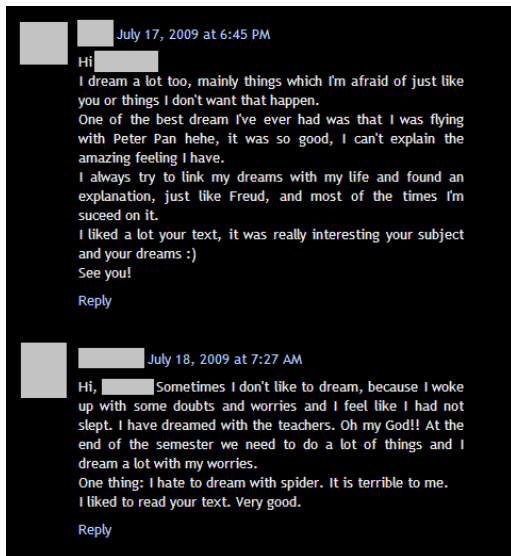 July 17, 2009 at 6:45 PM
Hi
I dream a lot too, mainly things which I'm afraid of just like
you or things I don't want that happen.
One of the best dream I've ever had was that I was flying
with Peter Pan hehe, it was so good, I can't explain the
amazing feeling I have.
I always try to link my dreams with my life and found an
explanation, just like Freud, and most of the times I'm
suceed on it.
I liked a lot your text, it was really interesting your subject
and your dreams :)
See you!
Reply
July 18, 2009 at 7:27 AM
Hi, Sometimes I don't like to dream, because I woke
up with some doubts and worries and I feel like I had not
slept. I have dreamed with the teachers. Oh my God!! At the
end of the semester we need to do a lot of things and I
dream a lot with my worries.
One thing: I hate to dream with spider. It is terrible to me.
I liked to read your text. Very good.
Reply